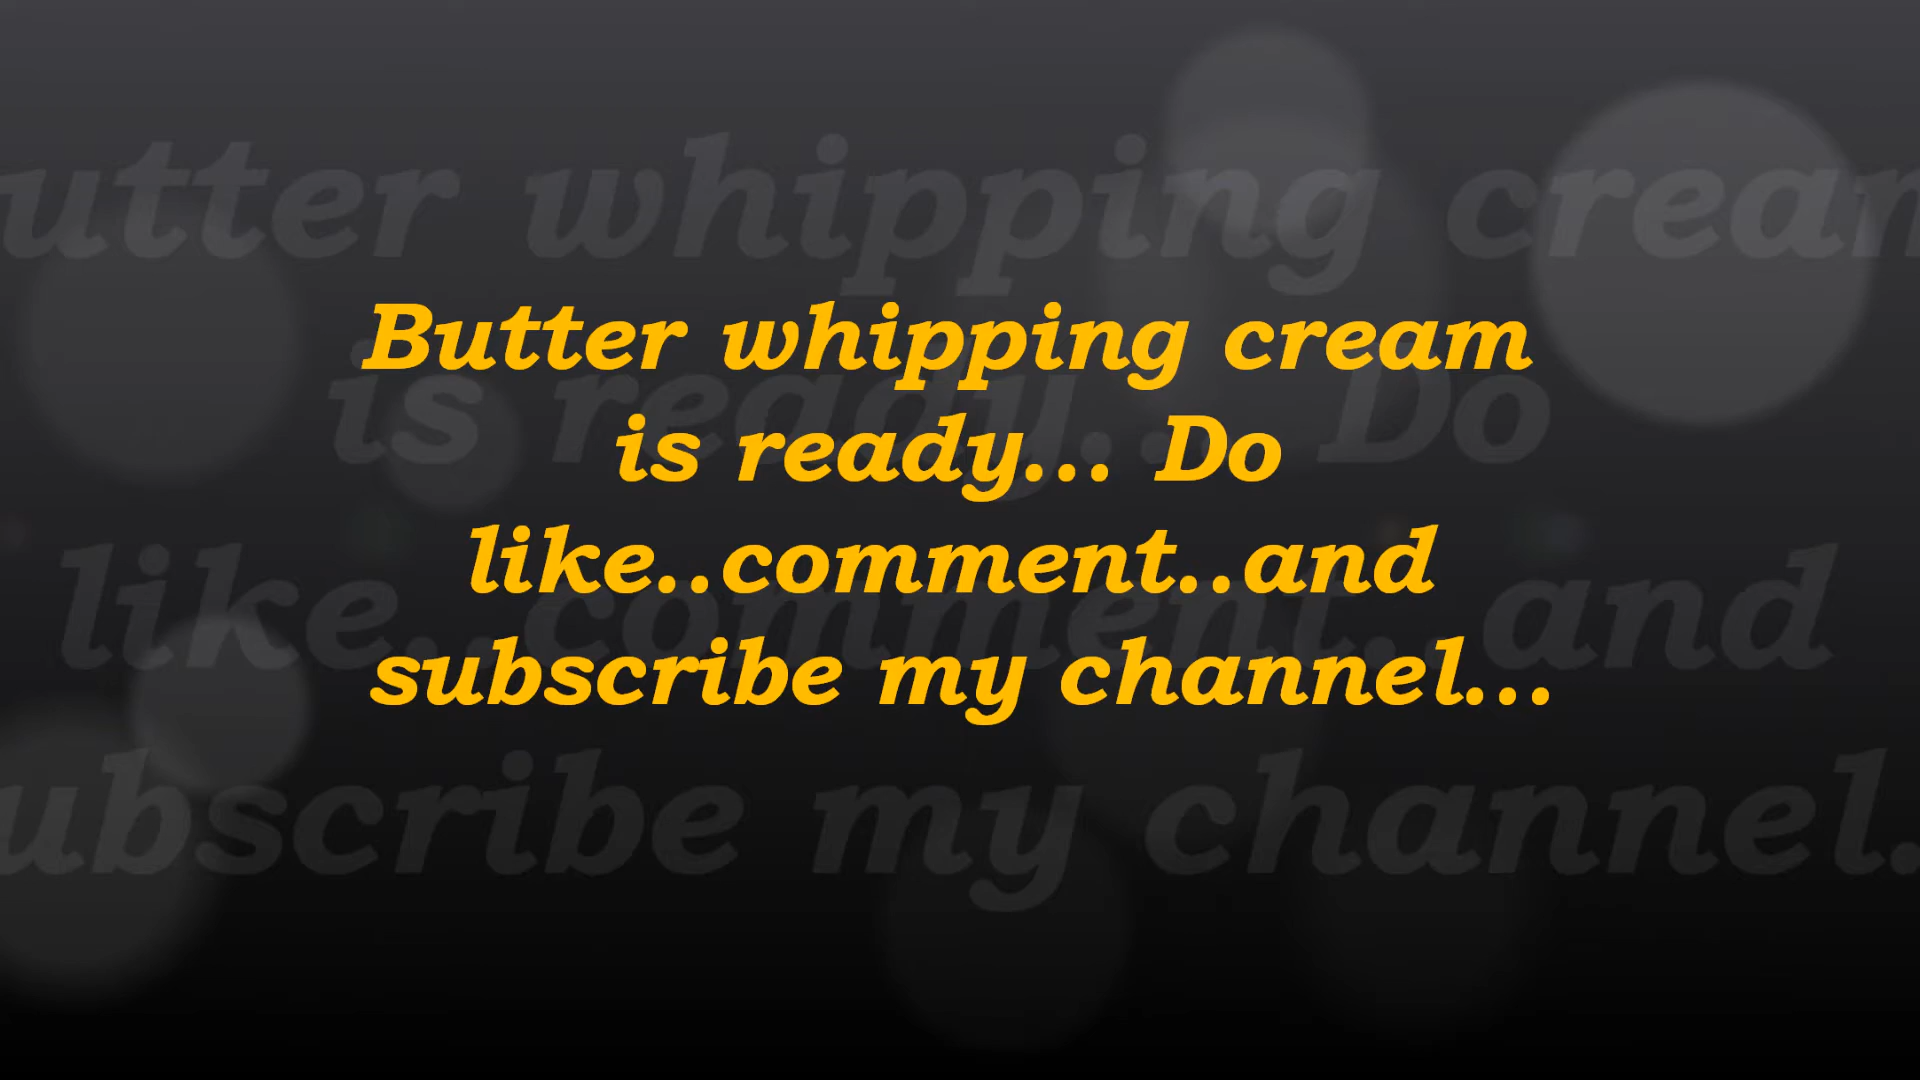 Butter whipping cream
is ready... Do
like..comment..and
subscribe my channel...